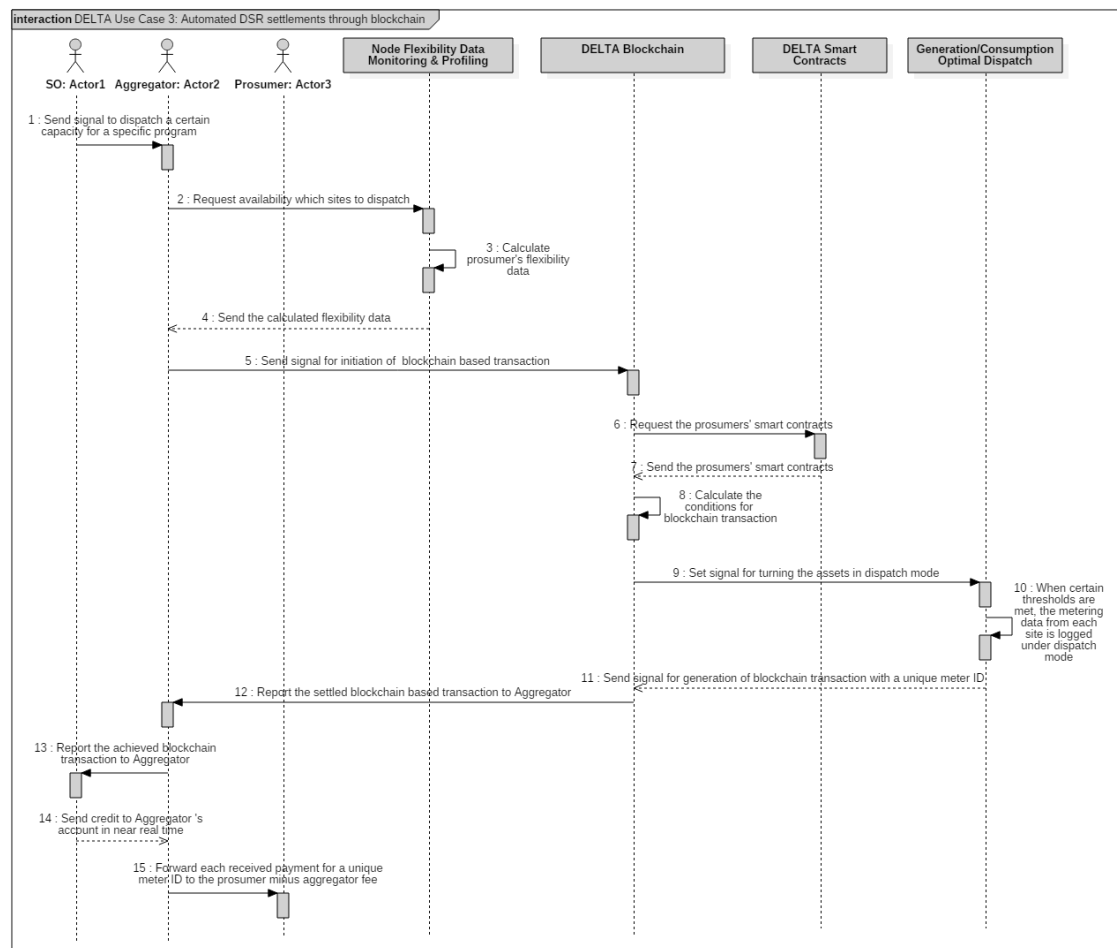 interaction DELTA Use Case 3: Automated DSR settlements through blockchain
SO: Actor1
Aggregator: Actor2
Prosumer: Actor3
Node Flexibility Data
Monitoring & Profiling
DELTA Blockchain
DELTA Smart
Contracts
Generation/Consumption
Optimal Dispatch
1 : Send signal to dispatch a certain
capacity for a specific program
2 : Request availability which sites to dispatch
3 : Calculate
prosumer's flexibility
data
4 : Send the calculated flexibility data
5 : Send signal for initiation of  blockchain based transaction
6 : Request the prosumers' smart contracts
7 : Send the prosumers' smart contracts
8 : Calculate the
conditions for
blockchain transaction
9 : Set signal for turning the assets in dispatch mode
10 : When certain
thresholds are
met, the metering
data from each
site is logged
under dispatch
mode
11 : Send signal for generation of blockchain transaction with a unique meter ID
12 : Report the settled blockchain based transaction to Aggregator
13 : Report the achieved blockchain
transaction to Aggregator
14 : Send credit to Aggregator 's
account in near real time
15 : Forward each received payment for a unique
meter ID to the prosumer minus aggregator fee